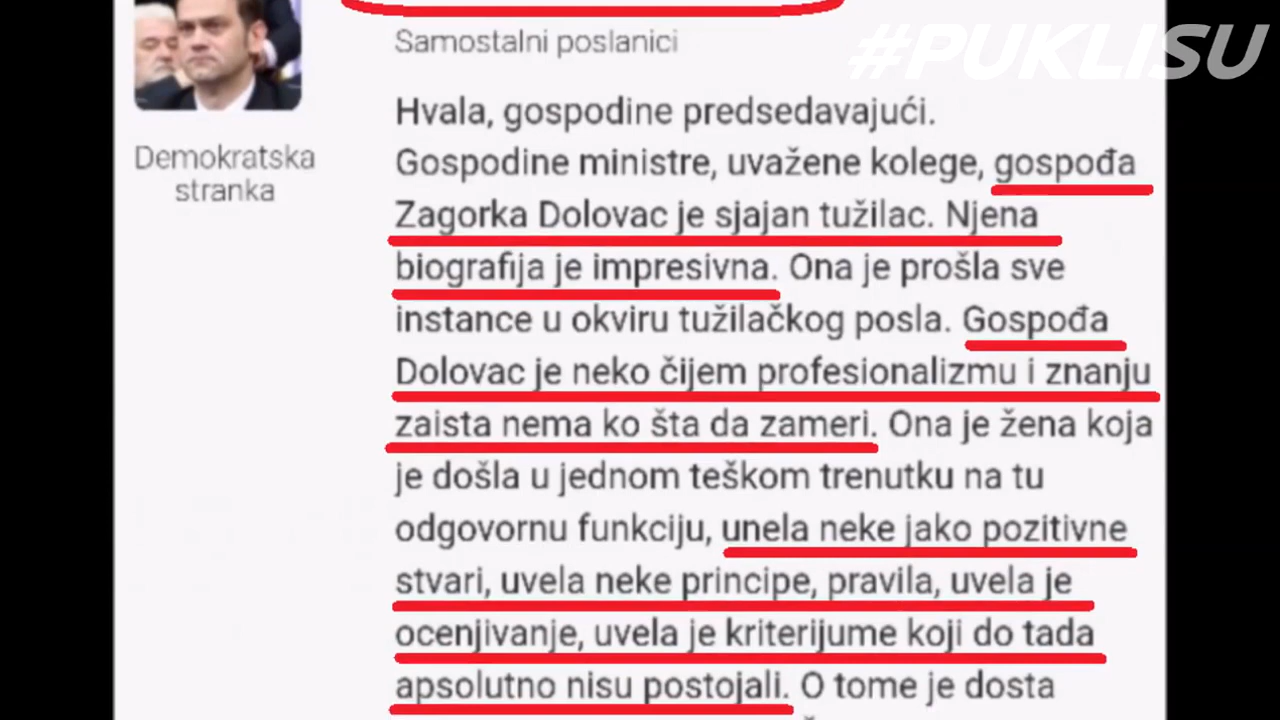 #PUKLISU
Samostalni poslanici
Demokratska
stranka
Hvala, gospodine predsedavajući.
Gospodine ministre, uvažene kolege, gospođa
Zagorka Dolovac je sjajan tužilac. Njena
biografija je impresivna. Ona je prošla sve
instance u okviru tužilačkog posla. Gospođa
Dolovac je neko čijem profesionalizmu i znanju
zaista nema ko šta da zameri. Ona je žena koja
je došla u jednom teškom trenutku na tu
odgovornu funkciju, unela neke jako pozitivne
stvari, uvela neke principe, pravila, uvela je
ocenjivanje, uvela je kriterijume koji do tada
apsolutno nisu postojali. O tome je dosta